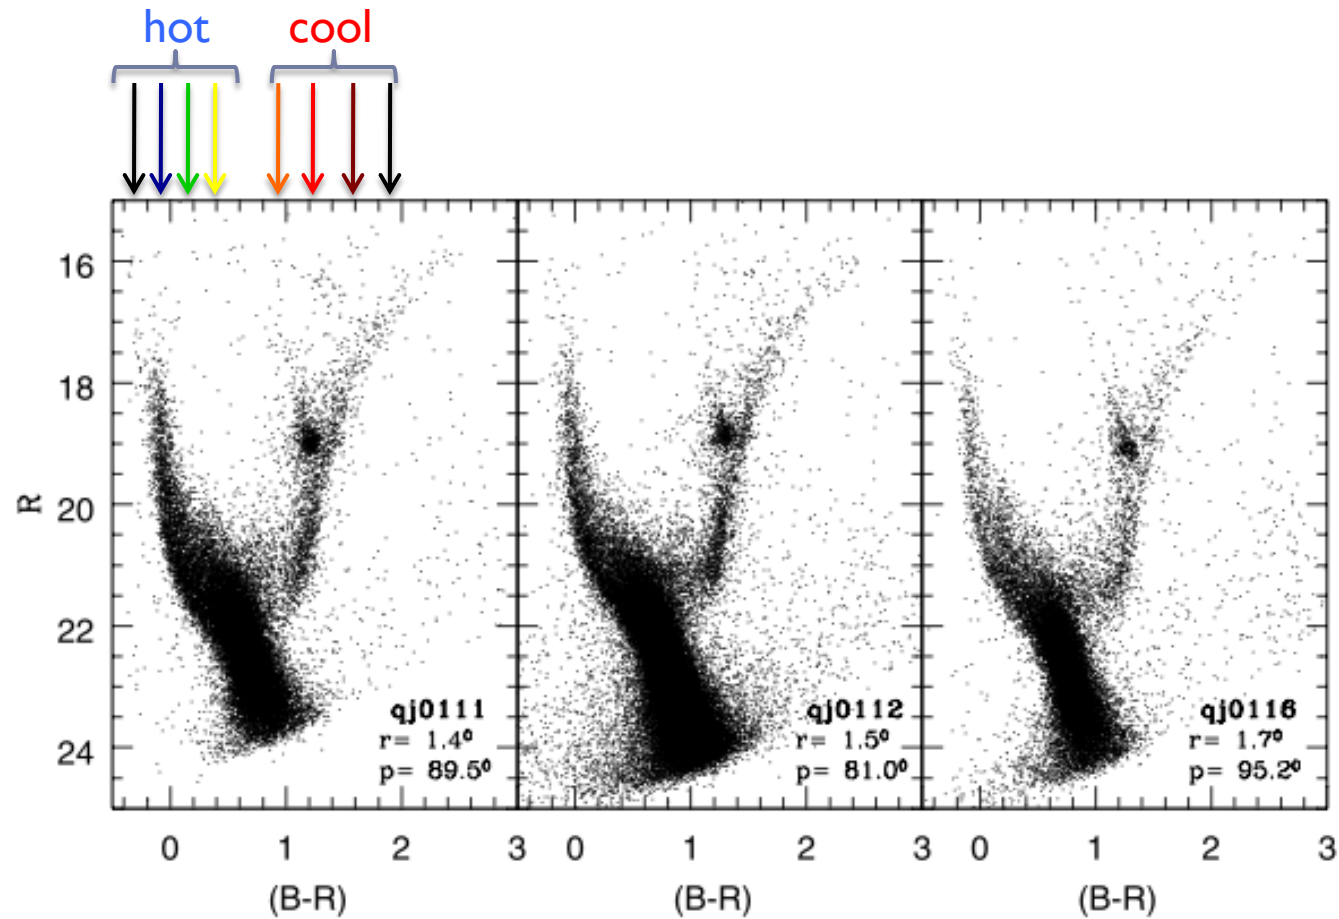 hot cool
16
18
20
22
24
R
qj0111
r= 1.4⁰
p= 89.5⁰
qj0112
r= 1.5⁰
p= 81.0⁰
qj0116
r= 1.7⁰
p= 95.2⁰
0 1 2 3 0 1 2 3 0 1 2 3
(B-R) (B-R) (B-R)